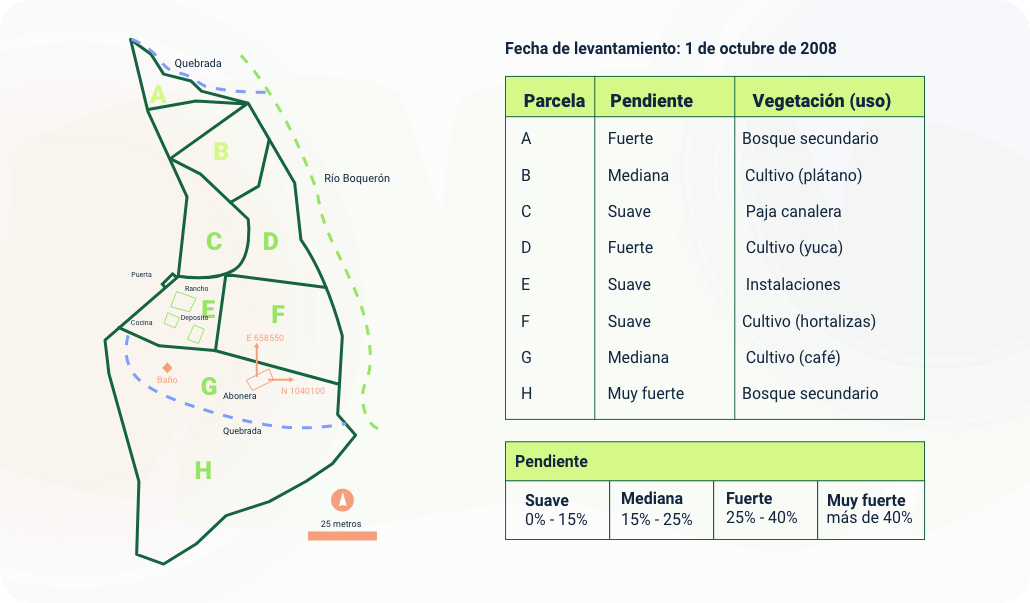 Quebrada
A
B
Río Boquerón
C
D
Puerta
Rancho
E
Deposito
Cocina
F
E 658550
Baño
G
Abonera
N 1040100
Quebrada
H
25 metros
Fecha de levantamiento: 1 de octubre de 2008
Parcela Pendiente Vegetación (uso)
A Fuerte Bosque secundario
B Mediana Cultivo (plátano)
C Suave Paja canalera
D Fuerte Cultivo (yuca)
E Suave Instalaciones
F Suave Cultivo (hortalizas)
G Mediana Cultivo (café)
H Muy fuerte Bosque secundario
Pendiente
Suave Mediana Fuerte Muy fuerte
0% - 15% 15% - 25% 25% - 40% más de 40%